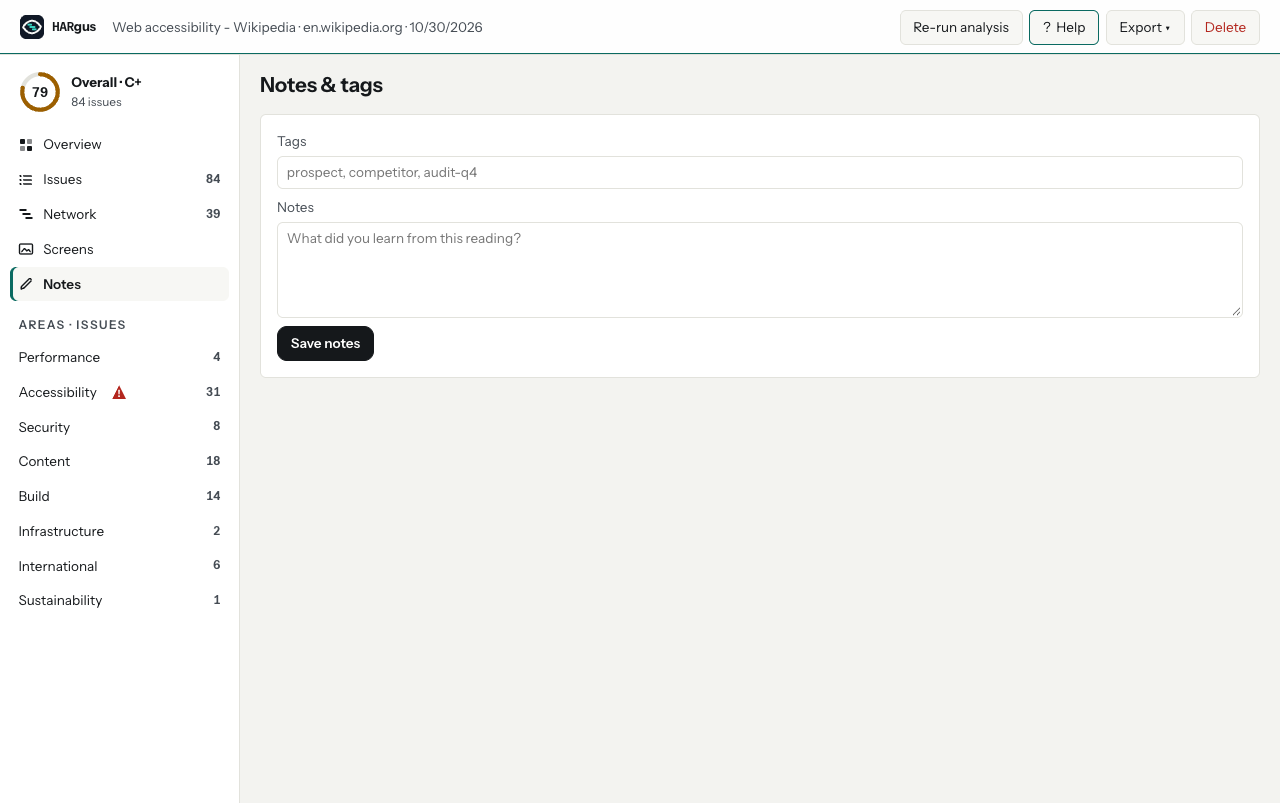 HARgus
Web accessibility - Wikipedia · en.wikipedia.org · 10/30/2026
Re-run analysis
? Help
Export ▾
Delete
79
Overall · C+
84 issues
Overview
Issues 84
Network 39
Screens
Notes
AREAS · ISSUES
Performance 4
Accessibility 31
Security 8
Content 18
Build 14
Infrastructure 2
International 6
Sustainability 1
Notes & tags
Tags
prospect, competitor, audit-q4
Notes
What did you learn from this reading?
Save notes